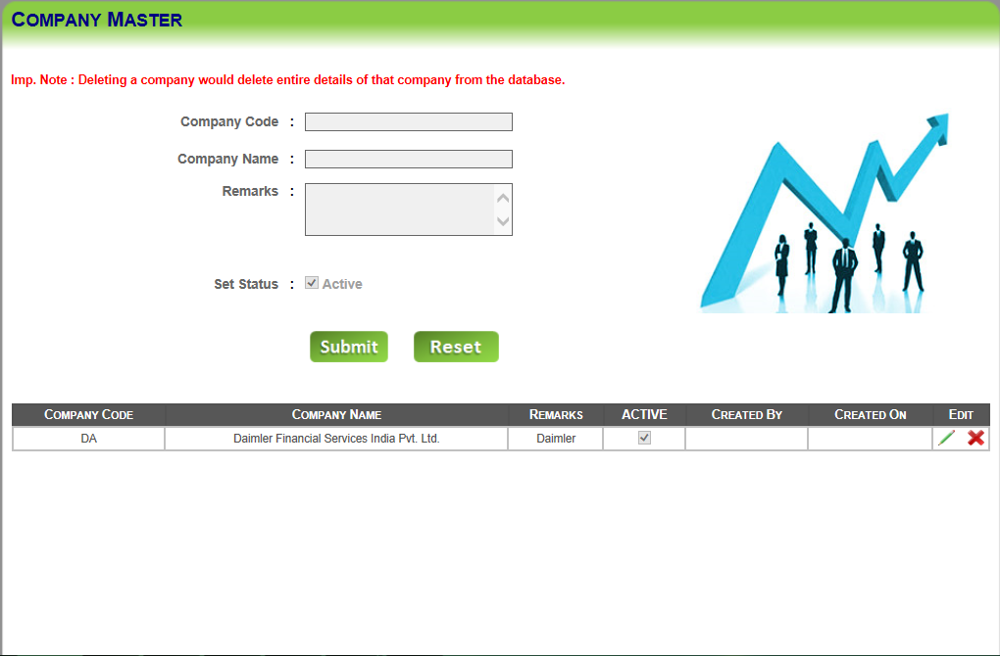 Company Master
Imp. Note : Deleting a company would delete entire details of that company from the database.
Company Code :
Company Name :
Remarks :
Set Status : Active
Submit Reset
Company Code Company Name Remarks ACTIVE Created By Created On Edit
DA Daimler Financial Services India Pvt. Ltd. Daimler